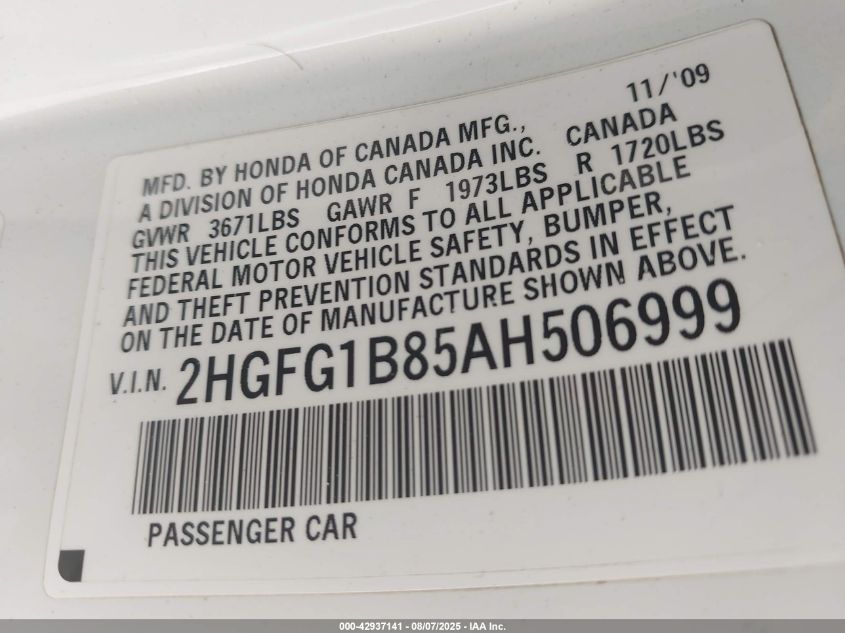 11/'09
MFD. BY HONDA OF CANADA MFG.,
A DIVISION OF HONDA CANADA INC. CANADA
GVWR 3671LBS GAWR F 1973LBS R 1720LBS
THIS VEHICLE CONFORMS TO ALL APPLICABLE
FEDERAL MOTOR VEHICLE SAFETY, BUMPER,
AND THEFT PREVENTION STANDARDS IN EFFECT
ON THE DATE OF MANUFACTURE SHOWN ABOVE.
V.I.N. 2HGFG1B85AH506999
PASSENGER CAR
000-42937141 - 08/07/2025 - IAA Inc.